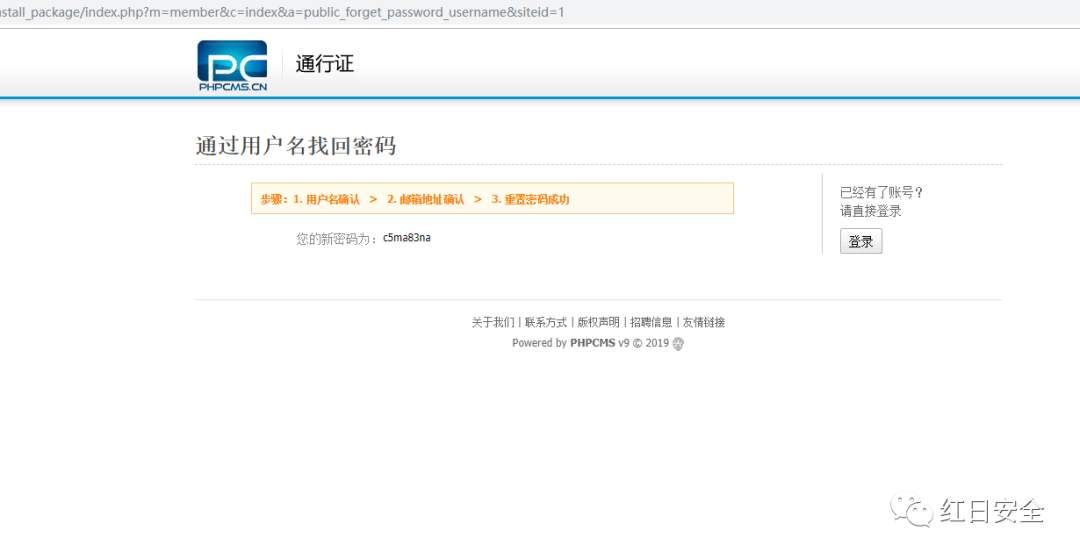 nstall_package/index.php?m=member&c=index&a=public_forget_password_username&siteid=1
PC
PHPCMS.CN
通行证
通过用户名找回密码
步骤：1. 用户名确认 > 2. 邮箱地址确认 > 3. 重置密码成功
您的新密码为： c5ma83na
已经有了账号？
请直接登录
登录
关于我们 | 联系方式 | 版权声明 | 招聘信息 | 友情链接
Powered by PHPCMS v9 © 2019
红日安全